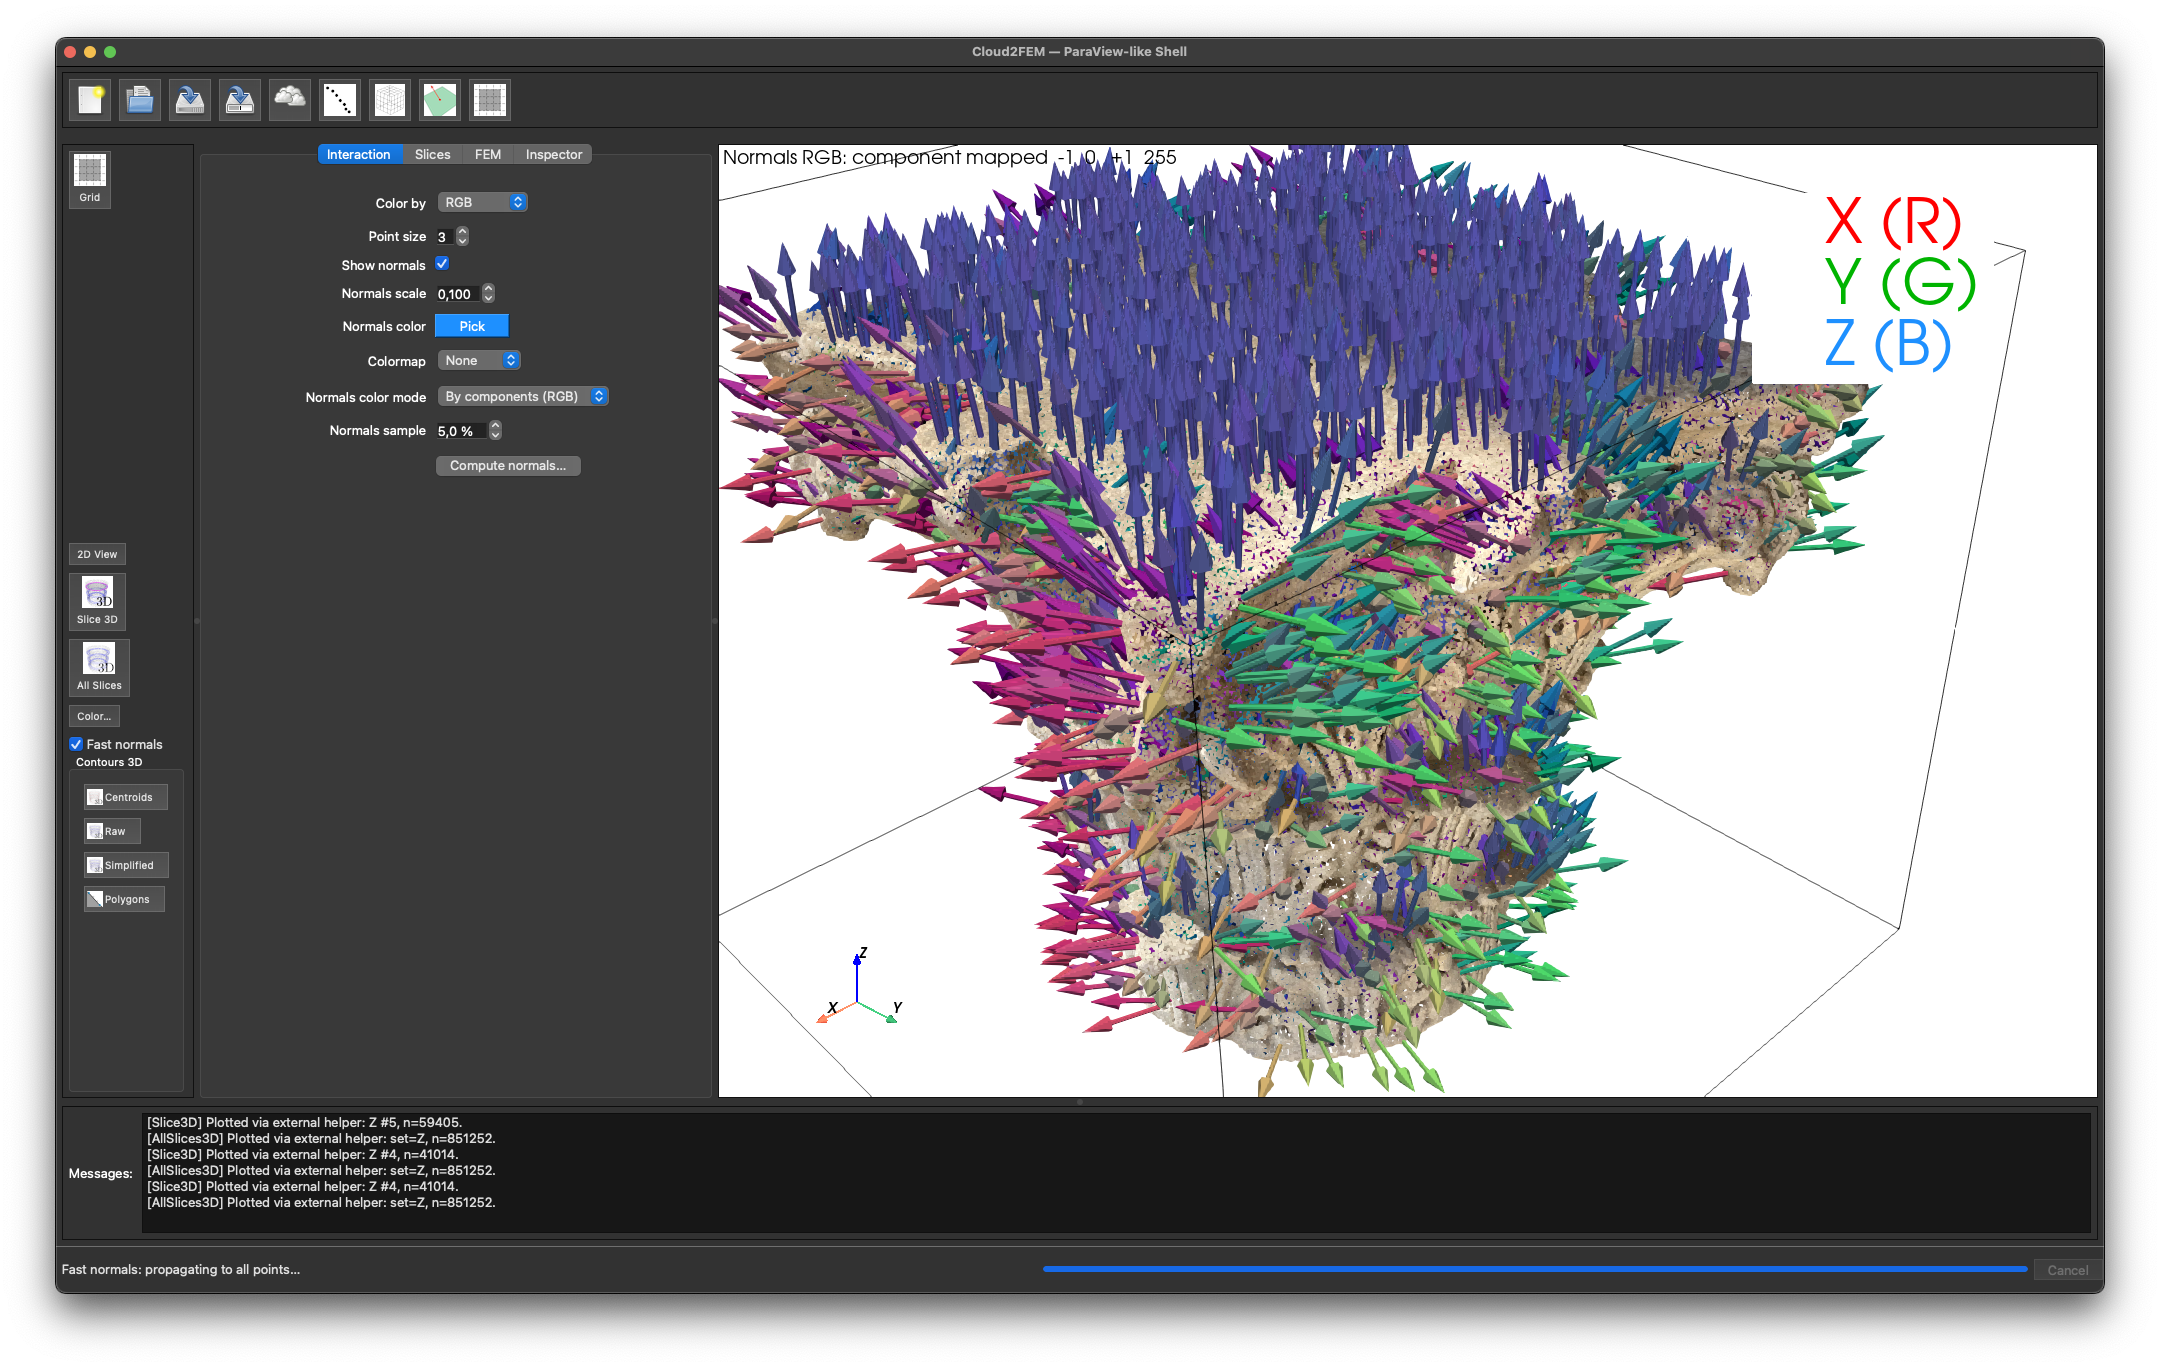 Cloud2FEM — ParaView-like Shell
Grid
2D View
3D
Slice 3D
3D
All Slices
Color...
Fast normals
Contours 3D
Centroids
Raw
Simplified
Polygons
Interaction Slices FEM Inspector
Color by RGB
Point size 3
Show normals
Normals scale 0,100
Normals color Pick
Colormap None
Normals color mode By components (RGB)
Normals sample 5,0 %
Compute normals...
Normals RGB: component mapped -1 0 +1 255
X (R)
Y (G)
Z (B)
Z
X
Y
Messages:
[Slice3D] Plotted via external helper: Z #5, n=59405.
[AllSlices3D] Plotted via external helper: set=Z, n=851252.
[Slice3D] Plotted via external helper: Z #4, n=41014.
[AllSlices3D] Plotted via external helper: set=Z, n=851252.
[Slice3D] Plotted via external helper: Z #4, n=41014.
[AllSlices3D] Plotted via external helper: set=Z, n=851252.
Fast normals: propagating to all points...
Cancel